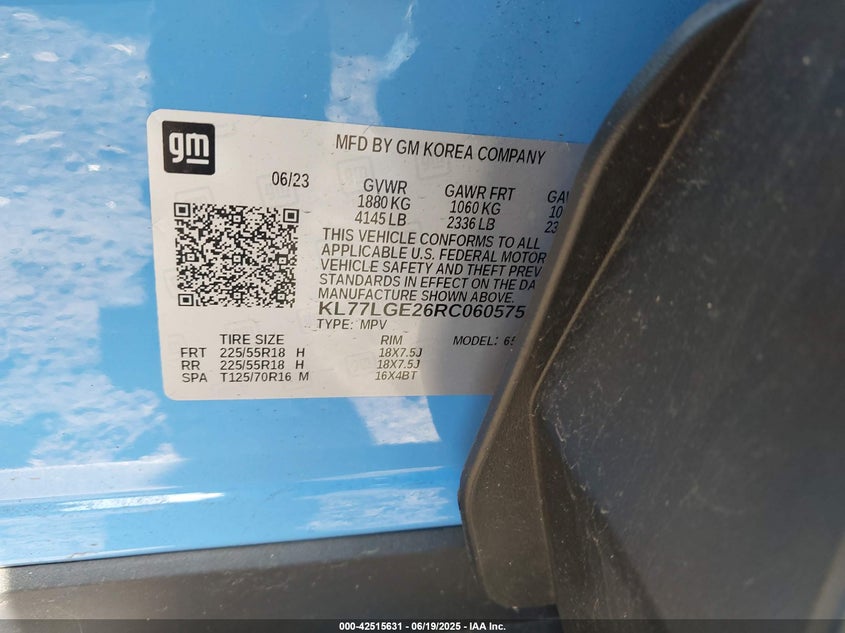 gm
MFD BY GM KOREA COMPANY
06/23 GVWR GAWR FRT
1880 KG 1060 KG 10
4145 LB 2336 LB 23
THIS VEHICLE CONFORMS TO ALL
APPLICABLE U.S. FEDERAL MOTOR
VEHICLE SAFETY AND THEFT PREV
STANDARDS IN EFFECT ON THE DA
MANUFACTURE SHOWN ABOVE.
KL77LGE26RC060575
TYPE: MPV
TIRE SIZE RIM MODEL:
FRT 225/55R18 H 18X7.5J
RR 225/55R18 H 18X7.5J
SPA T125/70R16 M 16X4BT
000-42515631 - 06/19/2025 - IAA Inc.